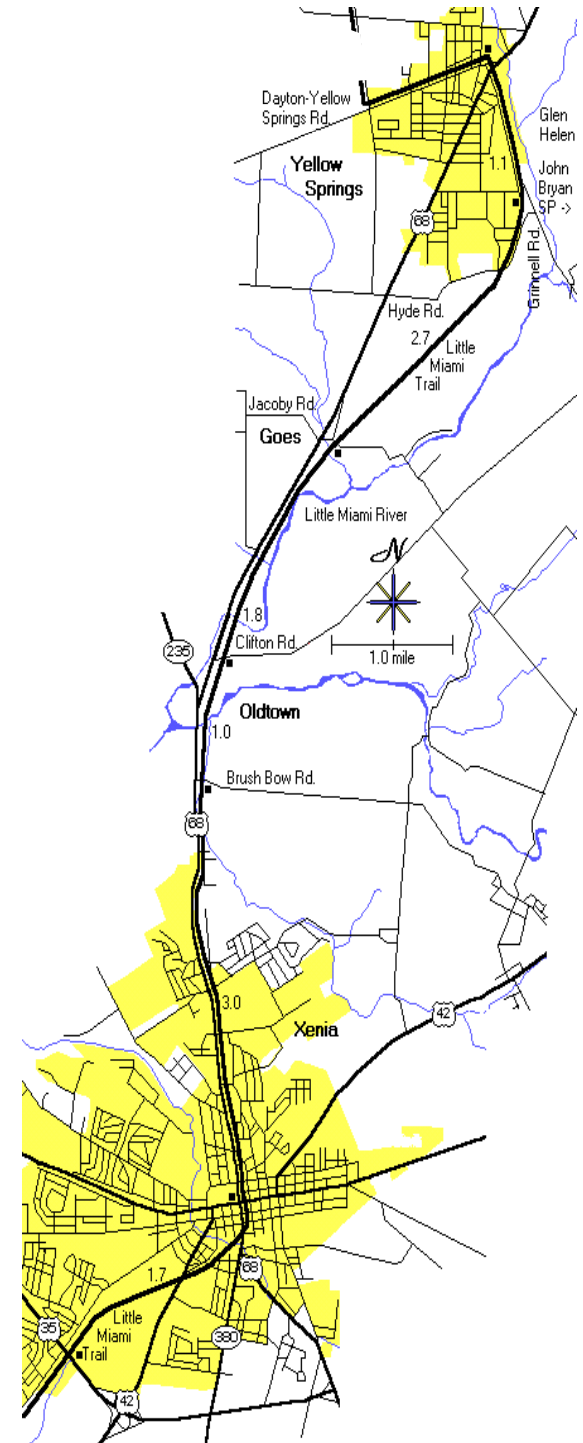 Dayton-Yellow
Springs Rd.
Glen
Helen
Yellow
Springs
1.1
John
Bryan
SP ->
68
Grinnell Rd.
Hyde Rd.
2.7
Little
Miami
Trail
Jacoby Rd.
Goes
Little Miami River
N
1.8
Clifton Rd.
235
1.0 mile
Oldtown
1.0
Brush Bow Rd.
68
3.0
Xenia
42
1.7
68
Little
Miami
Trail
35
380
42